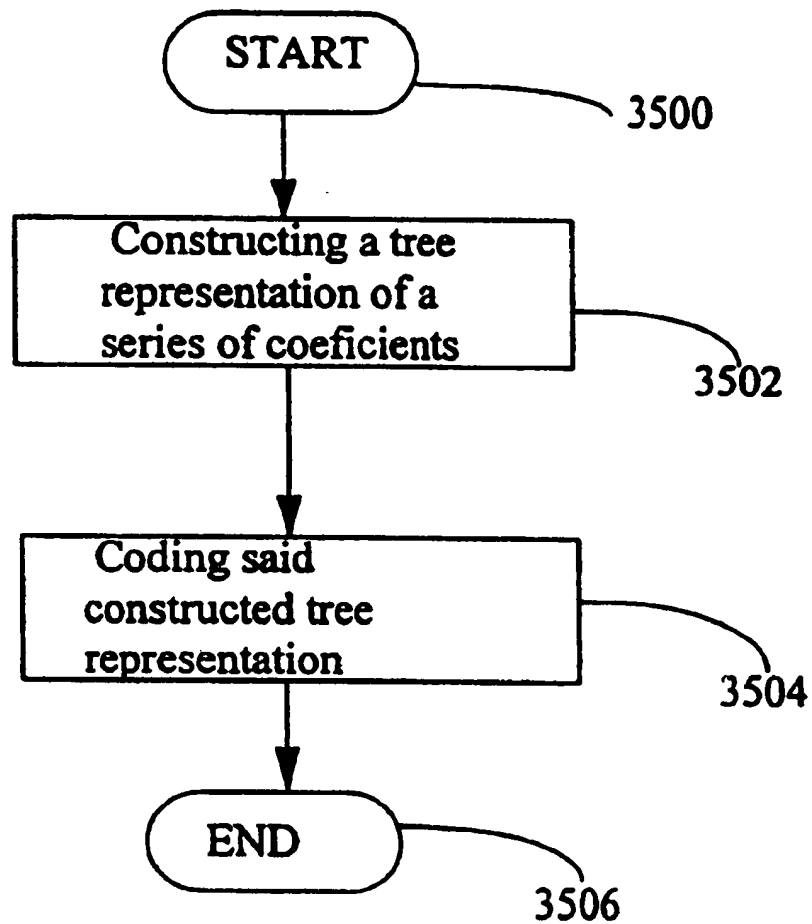 START
3500
Constructing a tree
representation of a
series of coeficients
3502
Coding said
constructed tree
representation
3504
END
3506